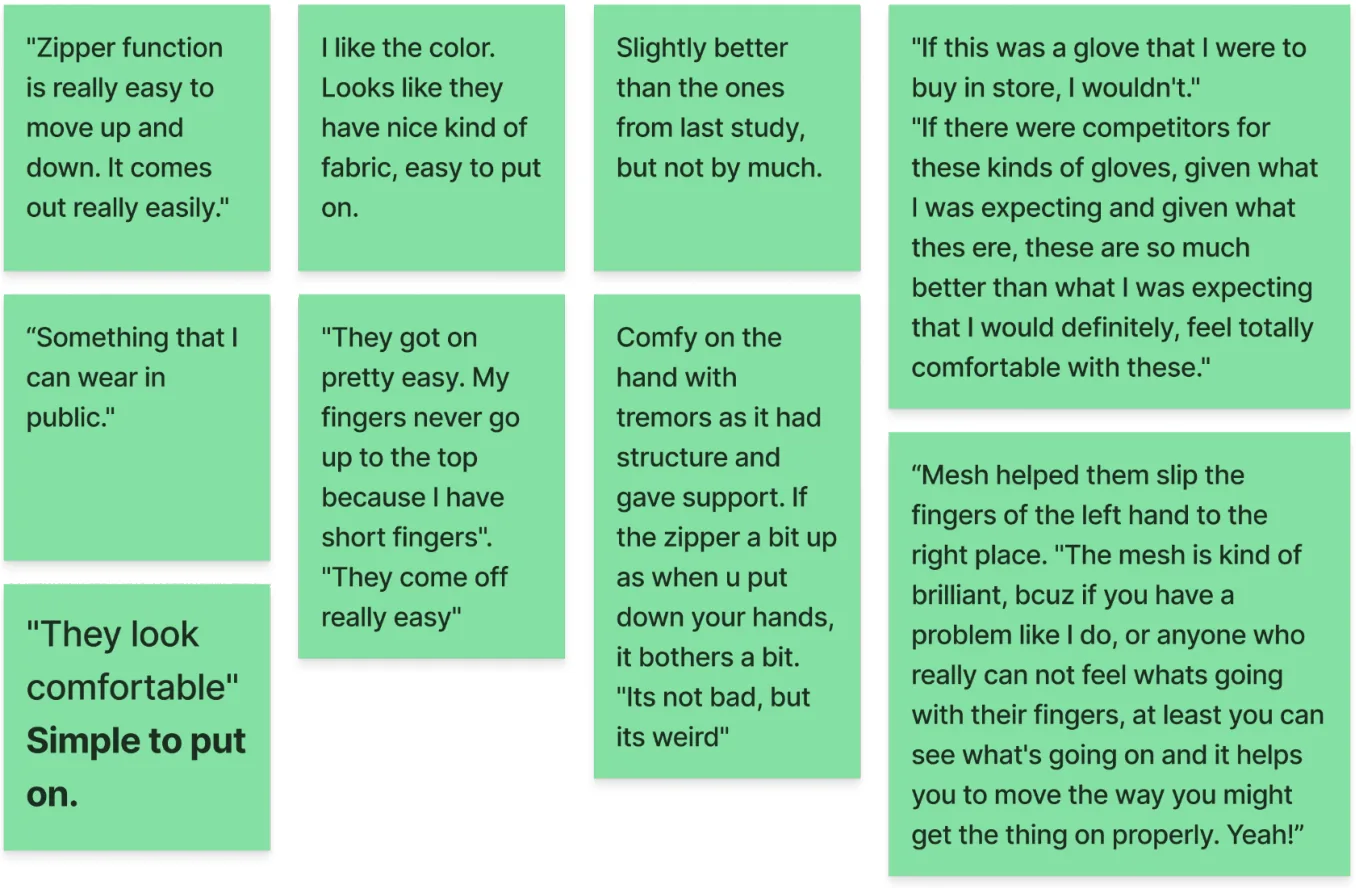 "Zipper function
is really easy to
move up and
down. It comes
out really easily."
I like the color.
Looks like they
have nice kind of
fabric, easy to put
on.
Slightly better
than the ones
from last study,
but not by much.
"If this was a glove that I were to
buy in store, I wouldn't."
"If there were competitors for
these kinds of gloves, given what
I was expecting and given what
thes ere, these are so much
better than what I was expecting
that I would definitely, feel totally
comfortable with these."
“Something that I
can wear in
public."
"They got on
pretty easy. My
fingers never go
up to the top
because I have
short fingers".
"They come off
really easy"
Comfy on the
hand with
tremors as it had
structure and
gave support. If
the zipper a bit up
as when u put
down your hands,
it bothers a bit.
"Its not bad, but
its weird"
“Mesh helped them slip the
fingers of the left hand to the
right place. "The mesh is kind of
brilliant, bcuz if you have a
problem like I do, or anyone who
really can not feel whats going
with their fingers, at least you can
see what's going on and it helps
you to move the way you might
get the thing on properly. Yeah!”
"They look
comfortable"
Simple to put
on.